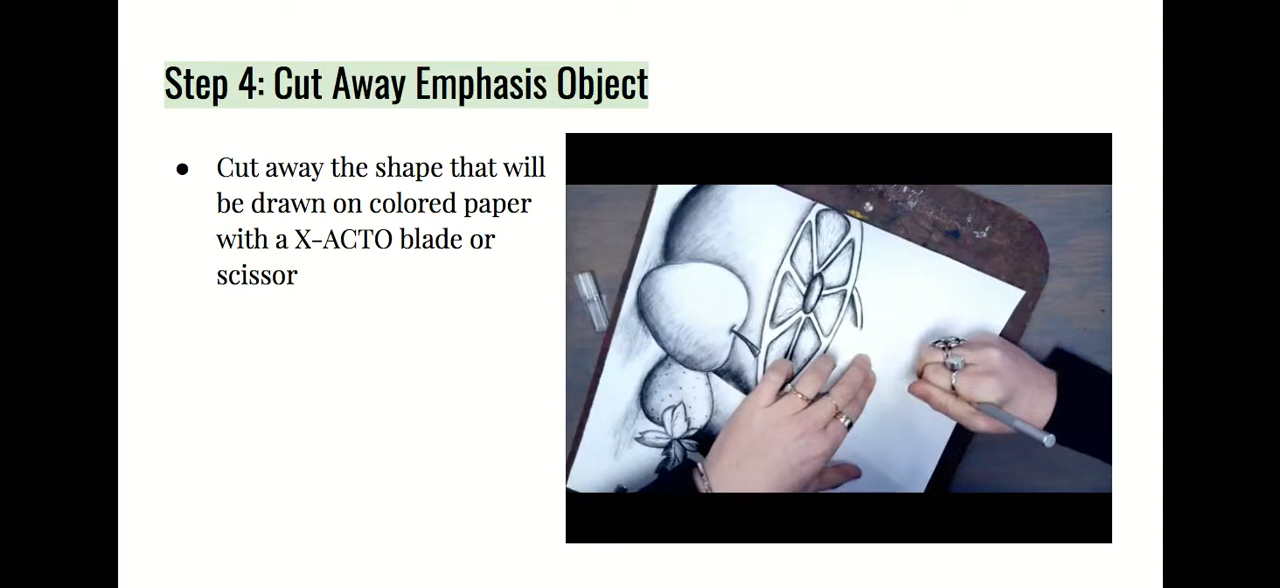 Step 4: Cut Away Emphasis Object
● Cut away the shape that will
be drawn on colored paper
with a X-ACTO blade or
scissor